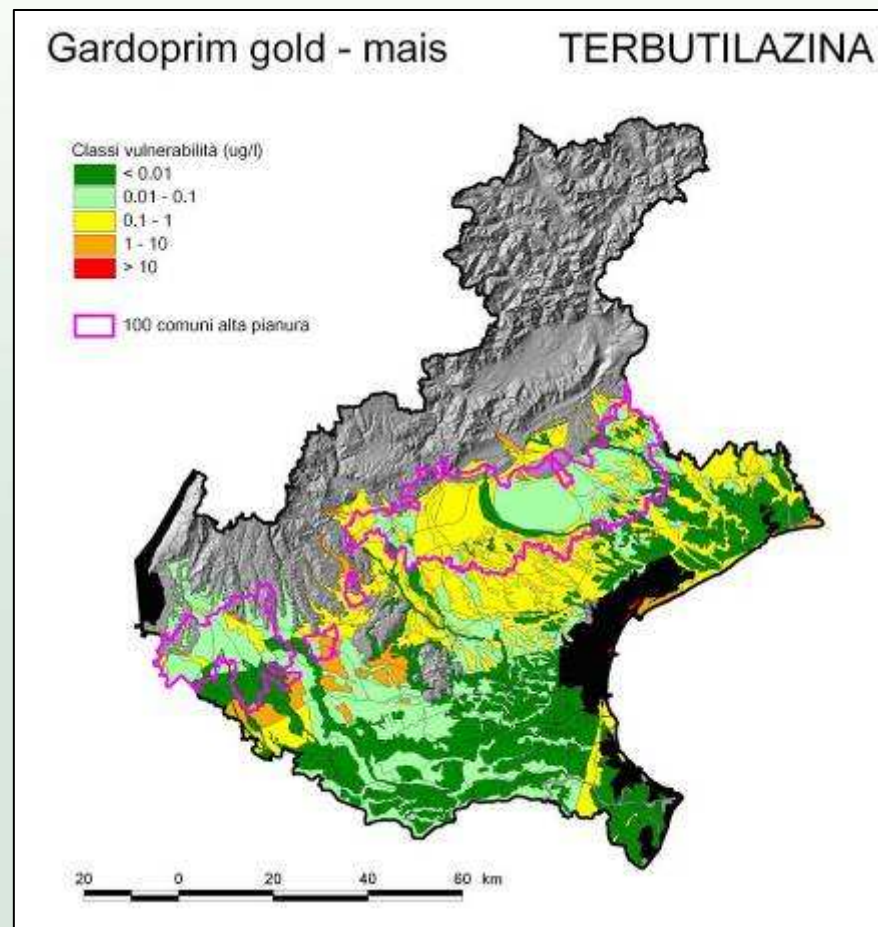 Gardoprim gold - mais TERBUTILAZINA
Classi vulnerabilità (ug/l)
< 0.01
0.01 - 0.1
0.1 - 1
1 - 10
> 10
100 comuni alta pianura
20 0 20 40 60 km